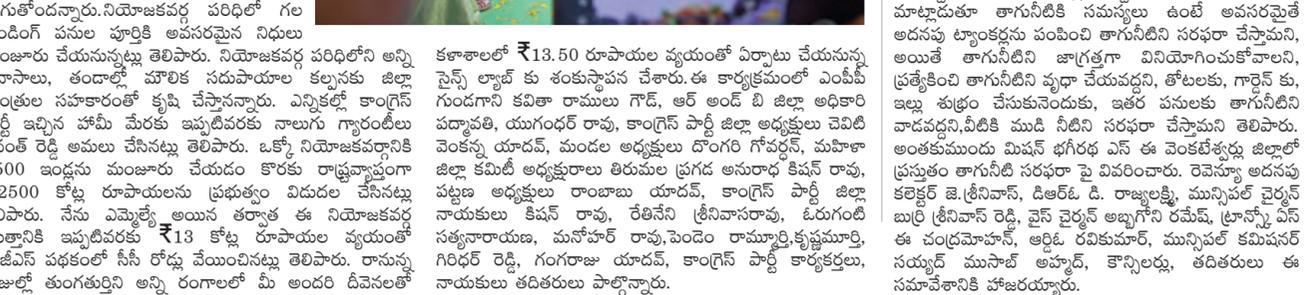 గుతోందన్నారు.నియోజకవర్గ పరిధిలో గల
పనుల పూర్తికి అవసరమైన నిధులు
చేయనున్నట్లు తెలిపారు. నియోజకవర్గ పరిధిలోని అన్ని
తండాల్లో మౌలిక సదుపాయాల కల్పనకు జిల్లా
సహకారంతో కృషి చేస్తానన్నారు. ఎన్నికల్లో కాంగ్రెస్
ఇచ్చిన హామీ మేరకు ఇప్పటివరకు నాలుగు గ్యారంటీలు
రెడ్డి అమలు చేసినట్లు తెలిపారు. ఒక్కో నియోజకవర్గానికి
500 ఇండ్లను మంజూరు చేయడం కొరకు రాష్ట్రవ్యాప్తంగా
2500 కోట్ల రూపాయలను ప్రభుత్వం విడుదల చేసినట్లు
నేను ఎమ్మెల్యే అయిన తర్వాత ఈ నియోజకవర్గ
ఇప్పటివరకు ₹13 కోట్ల రూపాయల వ్యయంతో
పథకంలో సీసీ రోడ్లు వేయించినట్లు తెలిపారు. రానున్న
తుంగతుర్తిని అన్ని రంగాలలో మీ అందరి దీవెనలతో
కళాశాలలో ₹13.50 రూపాయల వ్యయంతో ఏర్పాటు చేయనున్న
సైన్స్ ల్యాబ్ కు శంకుస్థాపన చేశారు.ఈ కార్యక్రమంలో ఎంపీపీ
గుండగాని కవితా రాములు గౌడ్, ఆర్ అండ్ బి జిల్లా అధికారి
పద్మావతి, యుగంధర్ రావు, కాంగ్రెస్ పార్టీ జిల్లా అధ్యక్షులు చెవిటి
వెంకన్న యాదవ్, మండల అధ్యక్షులు దొంగరి గోవర్ధన్, మహిళా
జిల్లా కమిటీ అధ్యక్షురాలు తిరుమల ప్రగడ అనురాధ కిషన్ రావు,
పట్టణ అధ్యక్షులు రాంబాబు యాదవ్, కాంగ్రెస్ పార్టీ జిల్లా
నాయకులు కిషన్ రావు, రేతినేని శ్రీనివాసరావు, ఓరుగంటి
సత్యనారాయణ, మనోహర్ రావు,పెండెం రామ్మూర్తి,కృష్ణమూర్తి,
గిరిధర్ రెడ్డి, గంగరాజు యాదవ్, కాంగ్రెస్ పార్టీ కార్యకర్తలు,
నాయకులు తదితరులు పాల్గొన్నారు.
మాట్లాడుతూ తాగునీటికి సమస్యలు ఉంటే అవసరమైతే
అదనపు ట్యాంకర్లను పంపించి తాగునీటిని సరఫరా చేస్తామని,
అయితే తాగునీటిని జాగ్రత్తగా వినియోగించుకోవాలని,
ప్రత్యేకించి తాగునీటిని వృధా చేయవద్దని, తోటలకు, గార్డెన్ కు,
ఇల్లు శుభ్రం చేసుకునెందుకు, ఇతర పనులకు తాగునీటిని
వాడవద్దని,వీటికి ముడి నీటిని సరఫరా చేస్తామని తెలిపారు.
అంతకుముందు మిషన్ భగీరథ ఎస్ ఈ వెంకటేశ్వర్లు జిల్లాలో
ప్రస్తుతం తాగునీటి సరఫరా పై వివరించారు. రెవెన్యూ అదనపు
కలెక్టర్ జె.శ్రీనివాస్, డిఆర్ఓ డి. రాజ్యలక్ష్మి, మున్సిపల్ చైర్మన్
బుర్రి శ్రీనివాస్ రెడ్డి, వైస్ చైర్మన్ అబ్బగోని రమేష్, ట్రాన్స్కో ఏస్
ఈ చంద్రమోహన్, ఆర్డిఓ రవికుమార్, మున్సిపల్ కమిషనర్
సయ్యద్ ముసాబ్ అహ్మద్, కౌన్సిలర్లు, తదితరులు ఈ
సమావేశానికి హాజరయ్యారు.